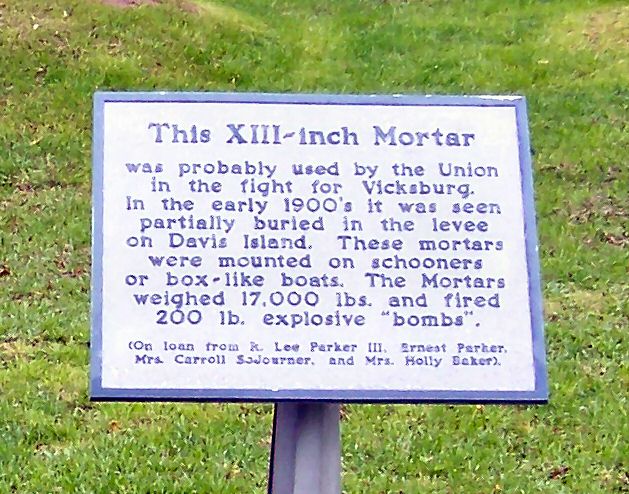 This XIII-inch Mortar
was probably used by the Union
in the fight for Vicksburg.
In the early 1900's it was seen
partially buried in the levee
on Davis Island. These mortars
were mounted on schooners
or box-like boats. The Mortars
weighed 17,000 lbs. and fired
200 lb. explosive "bombs".
(On loan from R. Lee Parker III, Ernest Parker,
Mrs. Carroll SoJourner, and Mrs. Holly Baker).